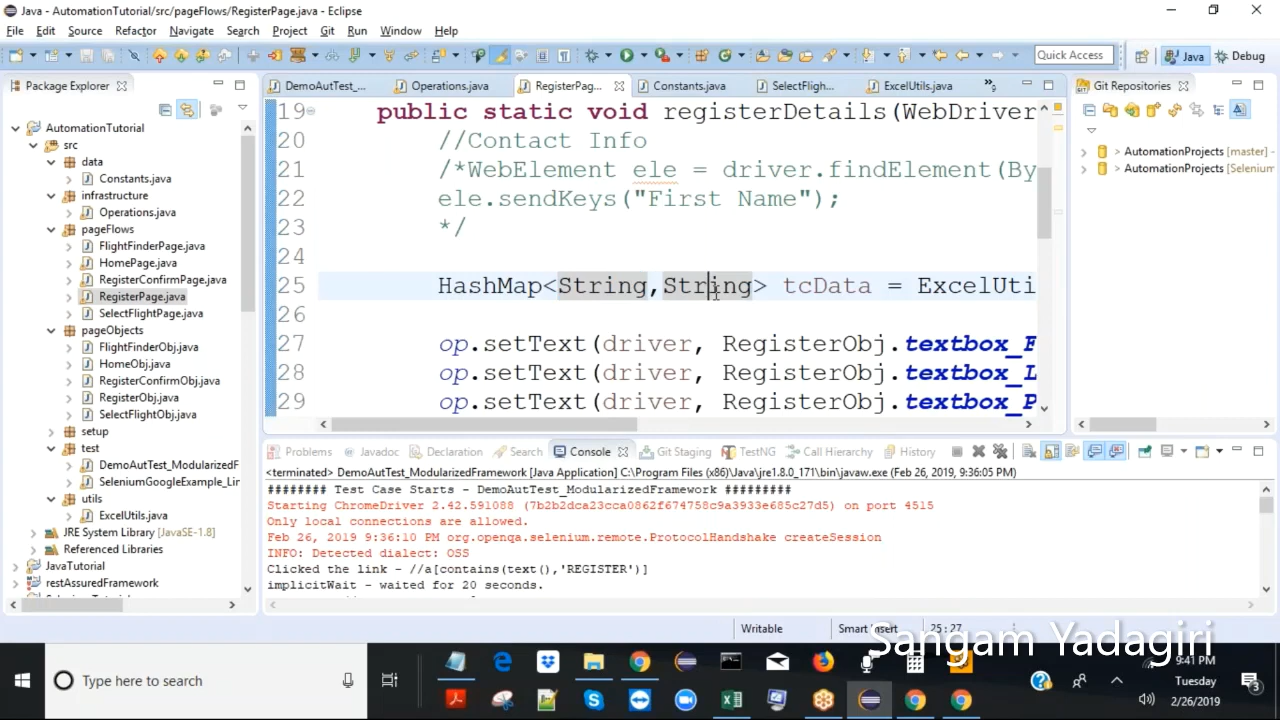 Java - AutomationTutorial/src/pageFlows/RegisterPage.java - Eclipse
File Edit Source Refactor Navigate Search Project Git Run Window Help
Quick Access Java Debug
Package Explorer
DemoAutTest_... Operations.java RegisterPag... Constants.java SelectFligh... ExcelUtils.java
Git Repositories
AutomationTutorial
src
data
Constants.java
infrastructure
Operations.java
pageFlows
FlightFinderPage.java
HomePage.java
RegisterConfirmPage.java
RegisterPage.java
SelectFlightPage.java
pageObjects
FlightFinderObj.java
HomeObj.java
RegisterConfirmObj.java
RegisterObj.java
SelectFlightObj.java
setup
test
DemoAutTest_ModularizedF
SeleniumGoogleExample_Lir
utils
ExcelUtils.java
JRE System Library [JavaSE-1.8]
Referenced Libraries
JavaTutorial
restAssuredFramework
19 public static void registerDetails(WebDriver
20 //Contact Info
21 /*WebElement ele = driver.findElement(By
22 ele.sendKeys("First Name");
23 */
24
25 HashMap<String,String> tcData = ExcelUti
26
27 op.setText(driver, RegisterObj.textbox_F
28 op.setText(driver, RegisterObj.textbox_L
29 op.setText(driver, RegisterObj.textbox_P
> AutomationProjects [master] -
> AutomationProjects [Selenium
Problems Javadoc Declaration Search Console Git Staging TestNG Call Hierarchy History
<terminated> DemoAutTest_ModularizedFramework [Java Application] C:\Program Files (x86)\Java\jre1.8.0_171\bin\javaw.exe (Feb 26, 2019, 9:36:05 PM)
######## Test Case Starts - DemoAutTest_ModularizedFramework #########
Starting ChromeDriver 2.42.591088 (7b2b2dca23cca0862f674758c9a3933e685c27d5) on port 4515
Only local connections are allowed.
Feb 26, 2019 9:36:10 PM org.openqa.selenium.remote.ProtocolHandshake createSession
INFO: Detected dialect: OSS
Clicked the link - //a[contains(text(),'REGISTER')]
implicitWait - waited for 20 seconds.
Writable Smart Insert 25 : 27
Sangam Yadagiri
Type here to search
9:41 PM
Tuesday
2/26/2019
3